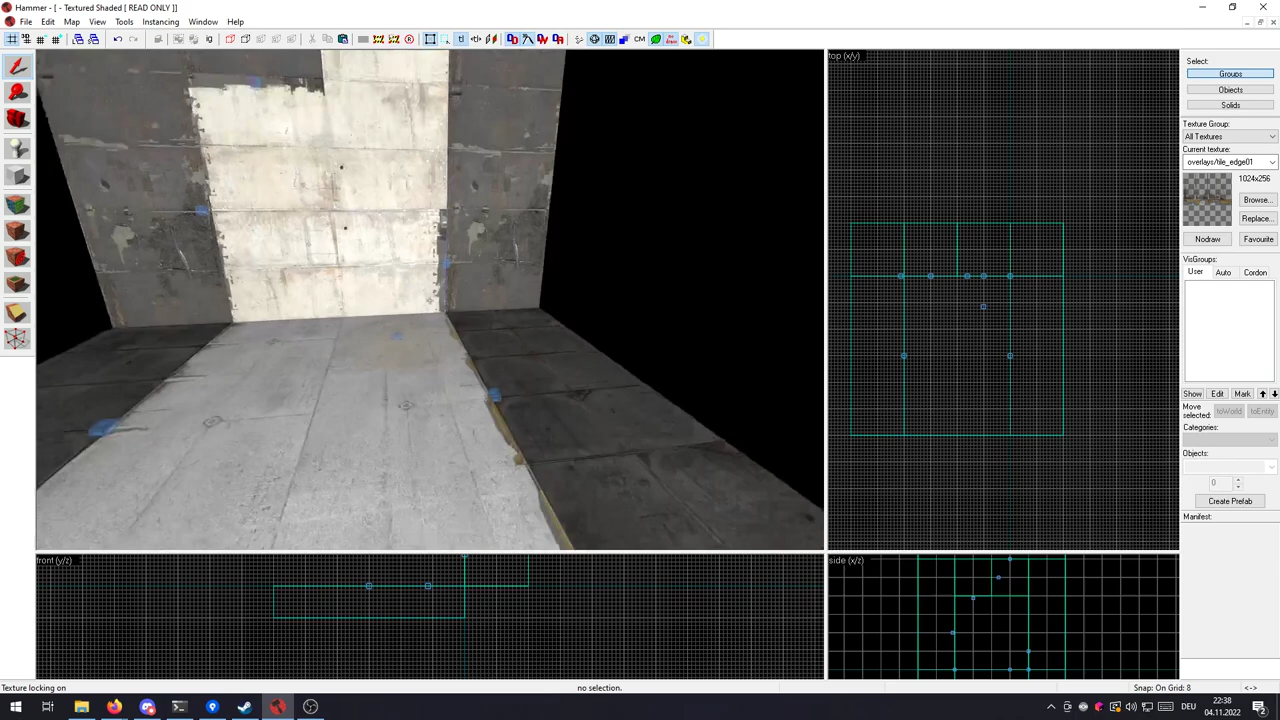 Hammer - [ - Textured Shaded [ READ ONLY ]]
File Edit Map View Tools Instancing Window Help
top (x/y)
front (y/z)
side (x/z)
Select:
Groups
Objects
Solids
Texture Group:
All Textures
Current texture:
overlays/tile_edge01
1024x256
Browse...
Replace...
Nodraw
Favourite
VisGroups:
User Auto Cordon
Show Edit Mark
Move selected:
toWorld toEntity
Categories:
Objects:
0
Create Prefab
Manifest:
Texture locking on
no selection.
Snap: On Grid: 8
<->
DEU
22:38
04.11.2022
2